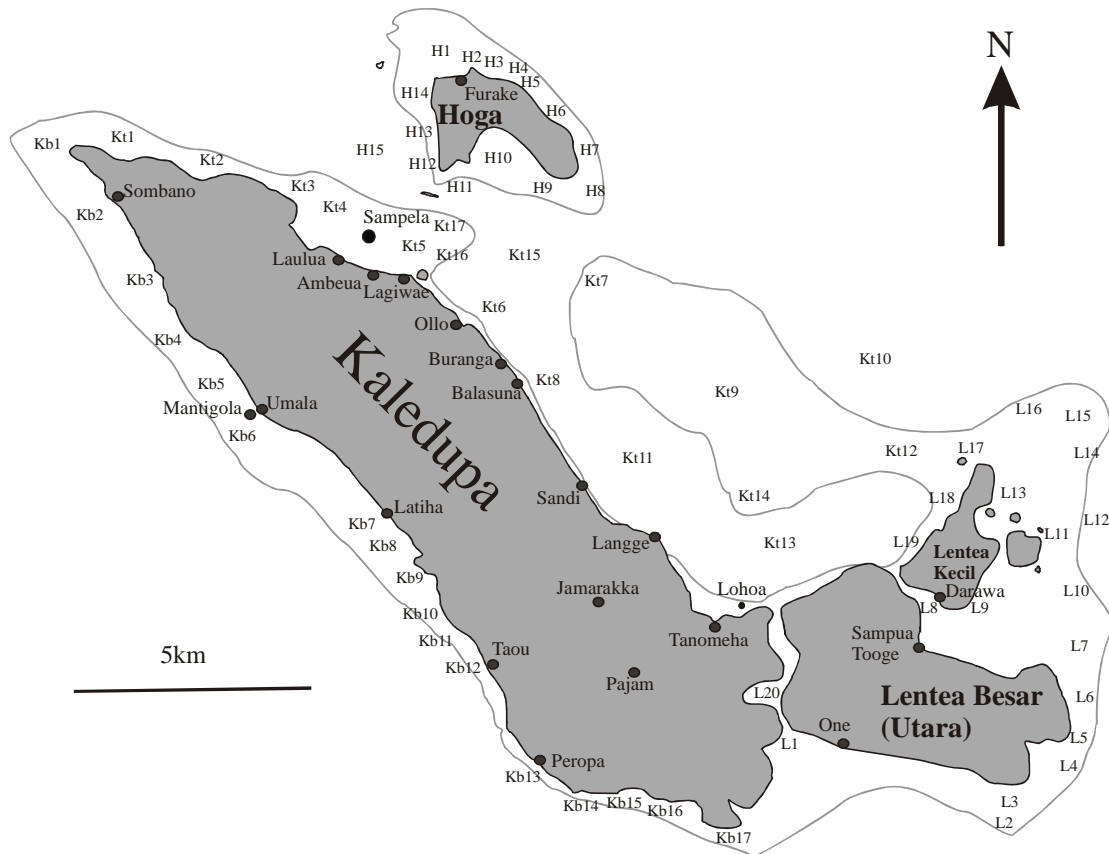 N
H1
H2
H3
H4
H5
Furake
Hoga
H14
H6
H13
H15
H12
H10
H7
H11
H9
H8
Kb1
Kt1
Kt2
Kt3
Sombano
Kb2
Kt4
Sampela
Kt17
Kt5
Kt16
Kt15
Laulua
Ambeua
Lagiwae
Kb3
Kt7
Kt6
Ollo
Kb4
Kaledupa
Buranga
Balasuna
Kt8
Kt10
Kt9
Kb5
Mantigola
Umala
Kb6
L16
L15
Kt11
Kt12
L17
L14
Sandi
Kt14
L18
L13
Latiha
Kb7
Kb8
L12
L11
Langge
Kt13
L19
Lentea
Kecil
Kb9
Jamarakka
Lohoa
Darawa
L10
L8
L9
Kb10
Kb11
Tanomeha
Sampua
Tooge
L7
5km
Taou
Kb12
Pajam
L20
Lentea Besar
(Utara)
L6
One
L1
L5
L4
Peropa
Kb13
Kb14
Kb15
Kb16
L3
L2
Kb17